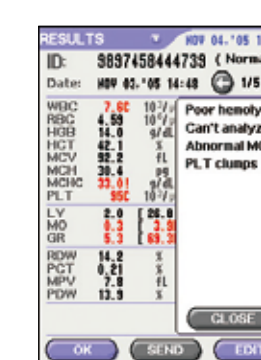 RESULTS NOV 04.'05 1
ID: 9897458444739 ( Norma
Date: NOV 03.'05 14:48 1/5
WBC 7.6C 10³/
RBC 4.59 10⁶/
HGB 14.0 g/dL
HCT 42.1 %
MCV 92.2 fL
MCH 30.4 pg
MCHC 33.0! g/dL
PLT 95C 10³/
Poor hemoly
Can't analyz
Abnormal MC
PLT clumps
LY 2.0 [ 26.8
MO 0.3 [ 3.9
GR 5.3 [ 69.3
RDW 14.2 %
PCT 0.21 %
MPV 7.8 fL
PDW 13.9 %
CLOSE
OK SEND EDI